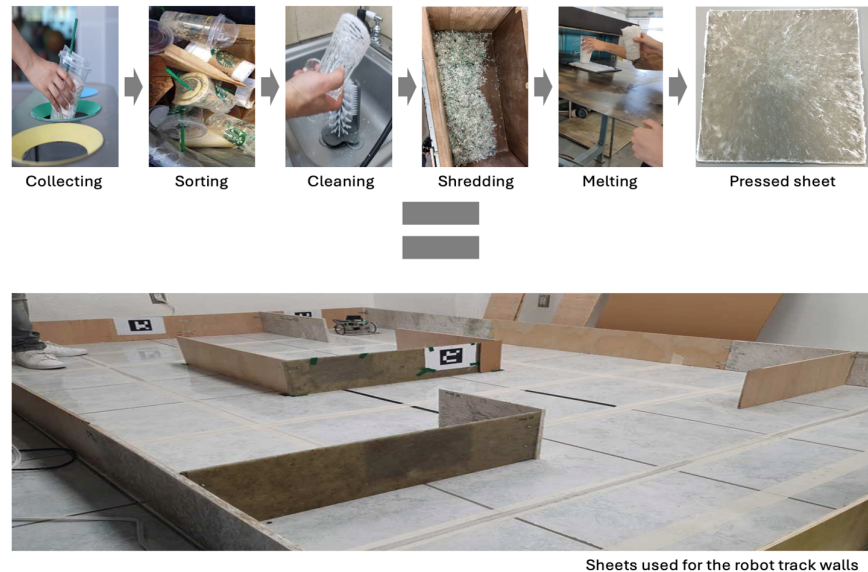 Collecting
Sorting
Cleaning
Shredding
Melting
Pressed sheet
Sheets used for the robot track walls